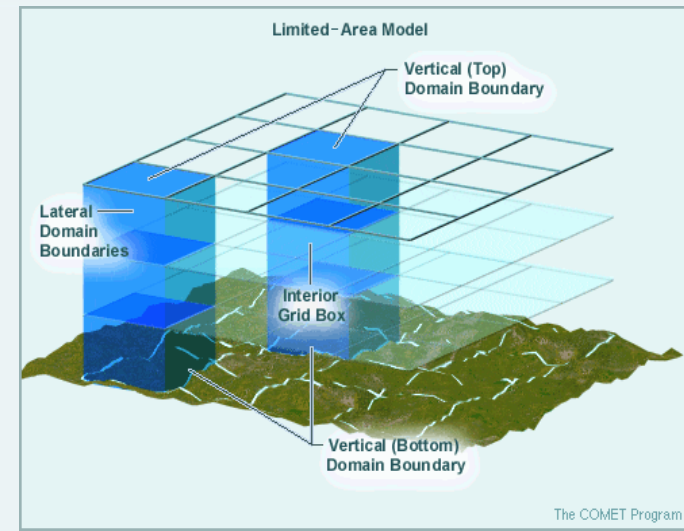 Limited-Area Model
Vertical (Top)
Domain Boundary
Lateral
Domain
Boundaries
Interior
Grid Box
Vertical (Bottom)
Domain Boundary
The COMET Program